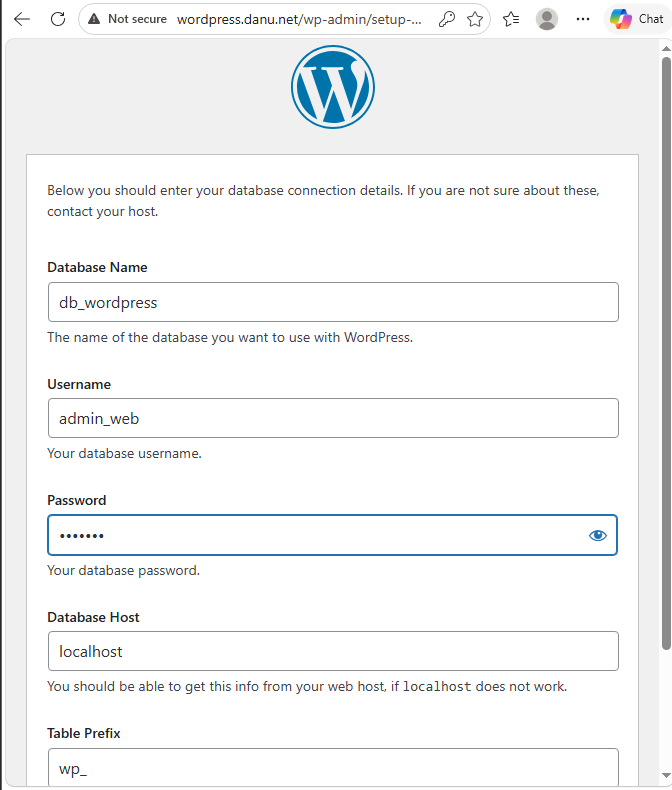 Not secure wordpress.danu.net/wp-admin/setup-...
Chat
Below you should enter your database connection details. If you are not sure about these,
contact your host.
Database Name
db_wordpress
The name of the database you want to use with WordPress.
Username
admin_web
Your database username.
Password
•••••••
Your database password.
Database Host
localhost
You should be able to get this info from your web host, if localhost does not work.
Table Prefix
wp_